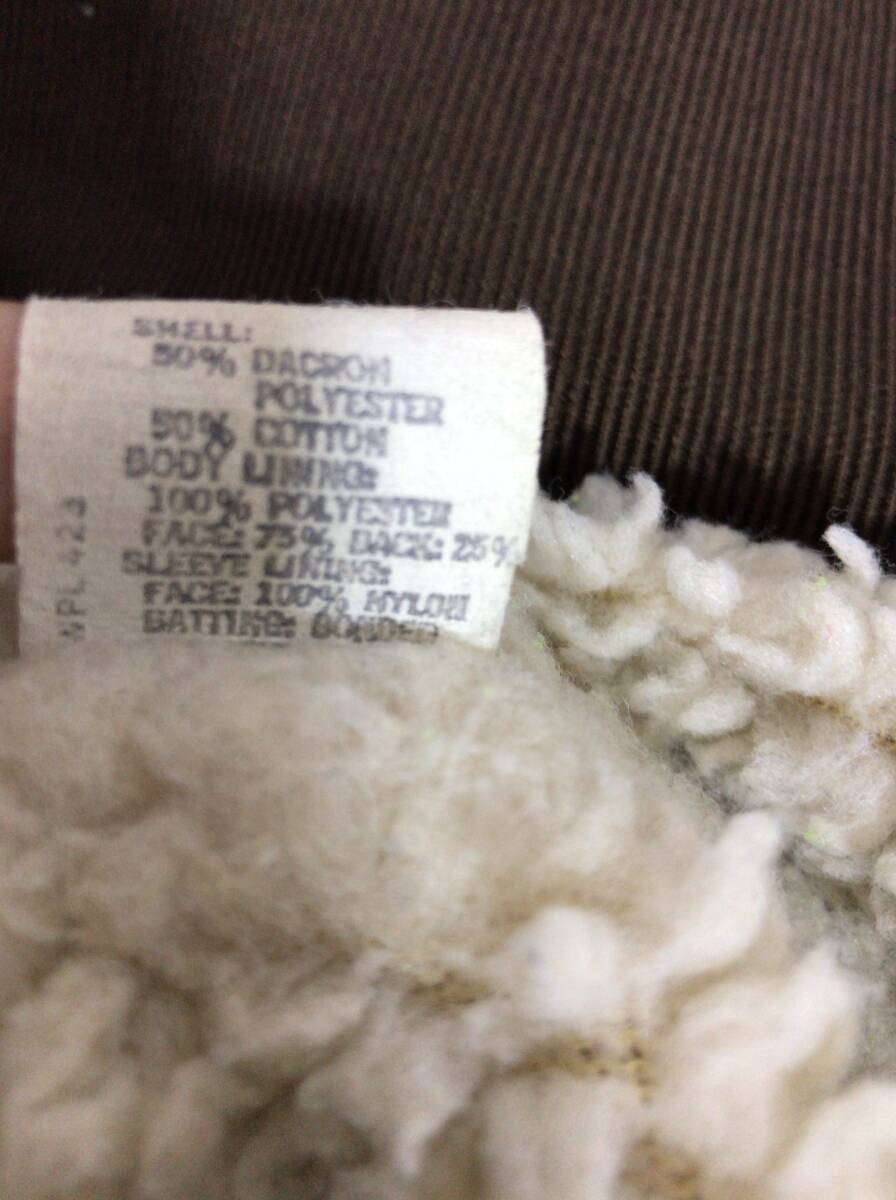 SHELL:
50% DACRON
POLYESTER
50% COTTON
BODY LINING:
100% POLYESTER
FACE: 75% BACK: 25%
SLEEVE LINING:
FACE: 100% NYLON
BATTING: BONDED
WPL 423